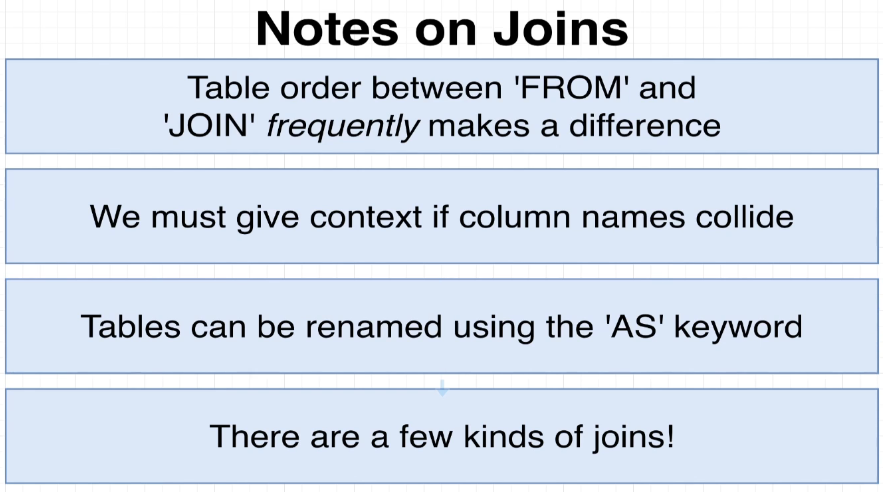 Notes on Joins
Table order between 'FROM' and
'JOIN' frequently makes a difference
We must give context if column names collide
Tables can be renamed using the 'AS' keyword
There are a few kinds of joins!